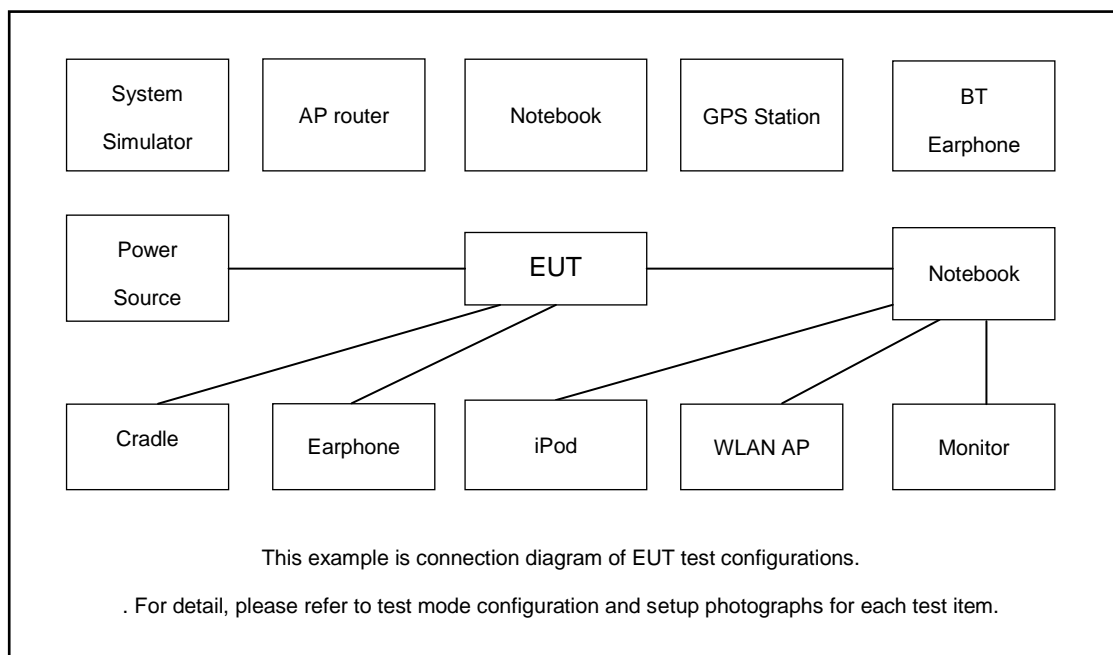 System
Simulator
AP router
Notebook
GPS Station
BT
Earphone
Power
Source
EUT
Notebook
Cradle
Earphone
iPod
WLAN AP
Monitor
This example is connection diagram of EUT test configurations.
. For detail, please refer to test mode configuration and setup photographs for each test item.